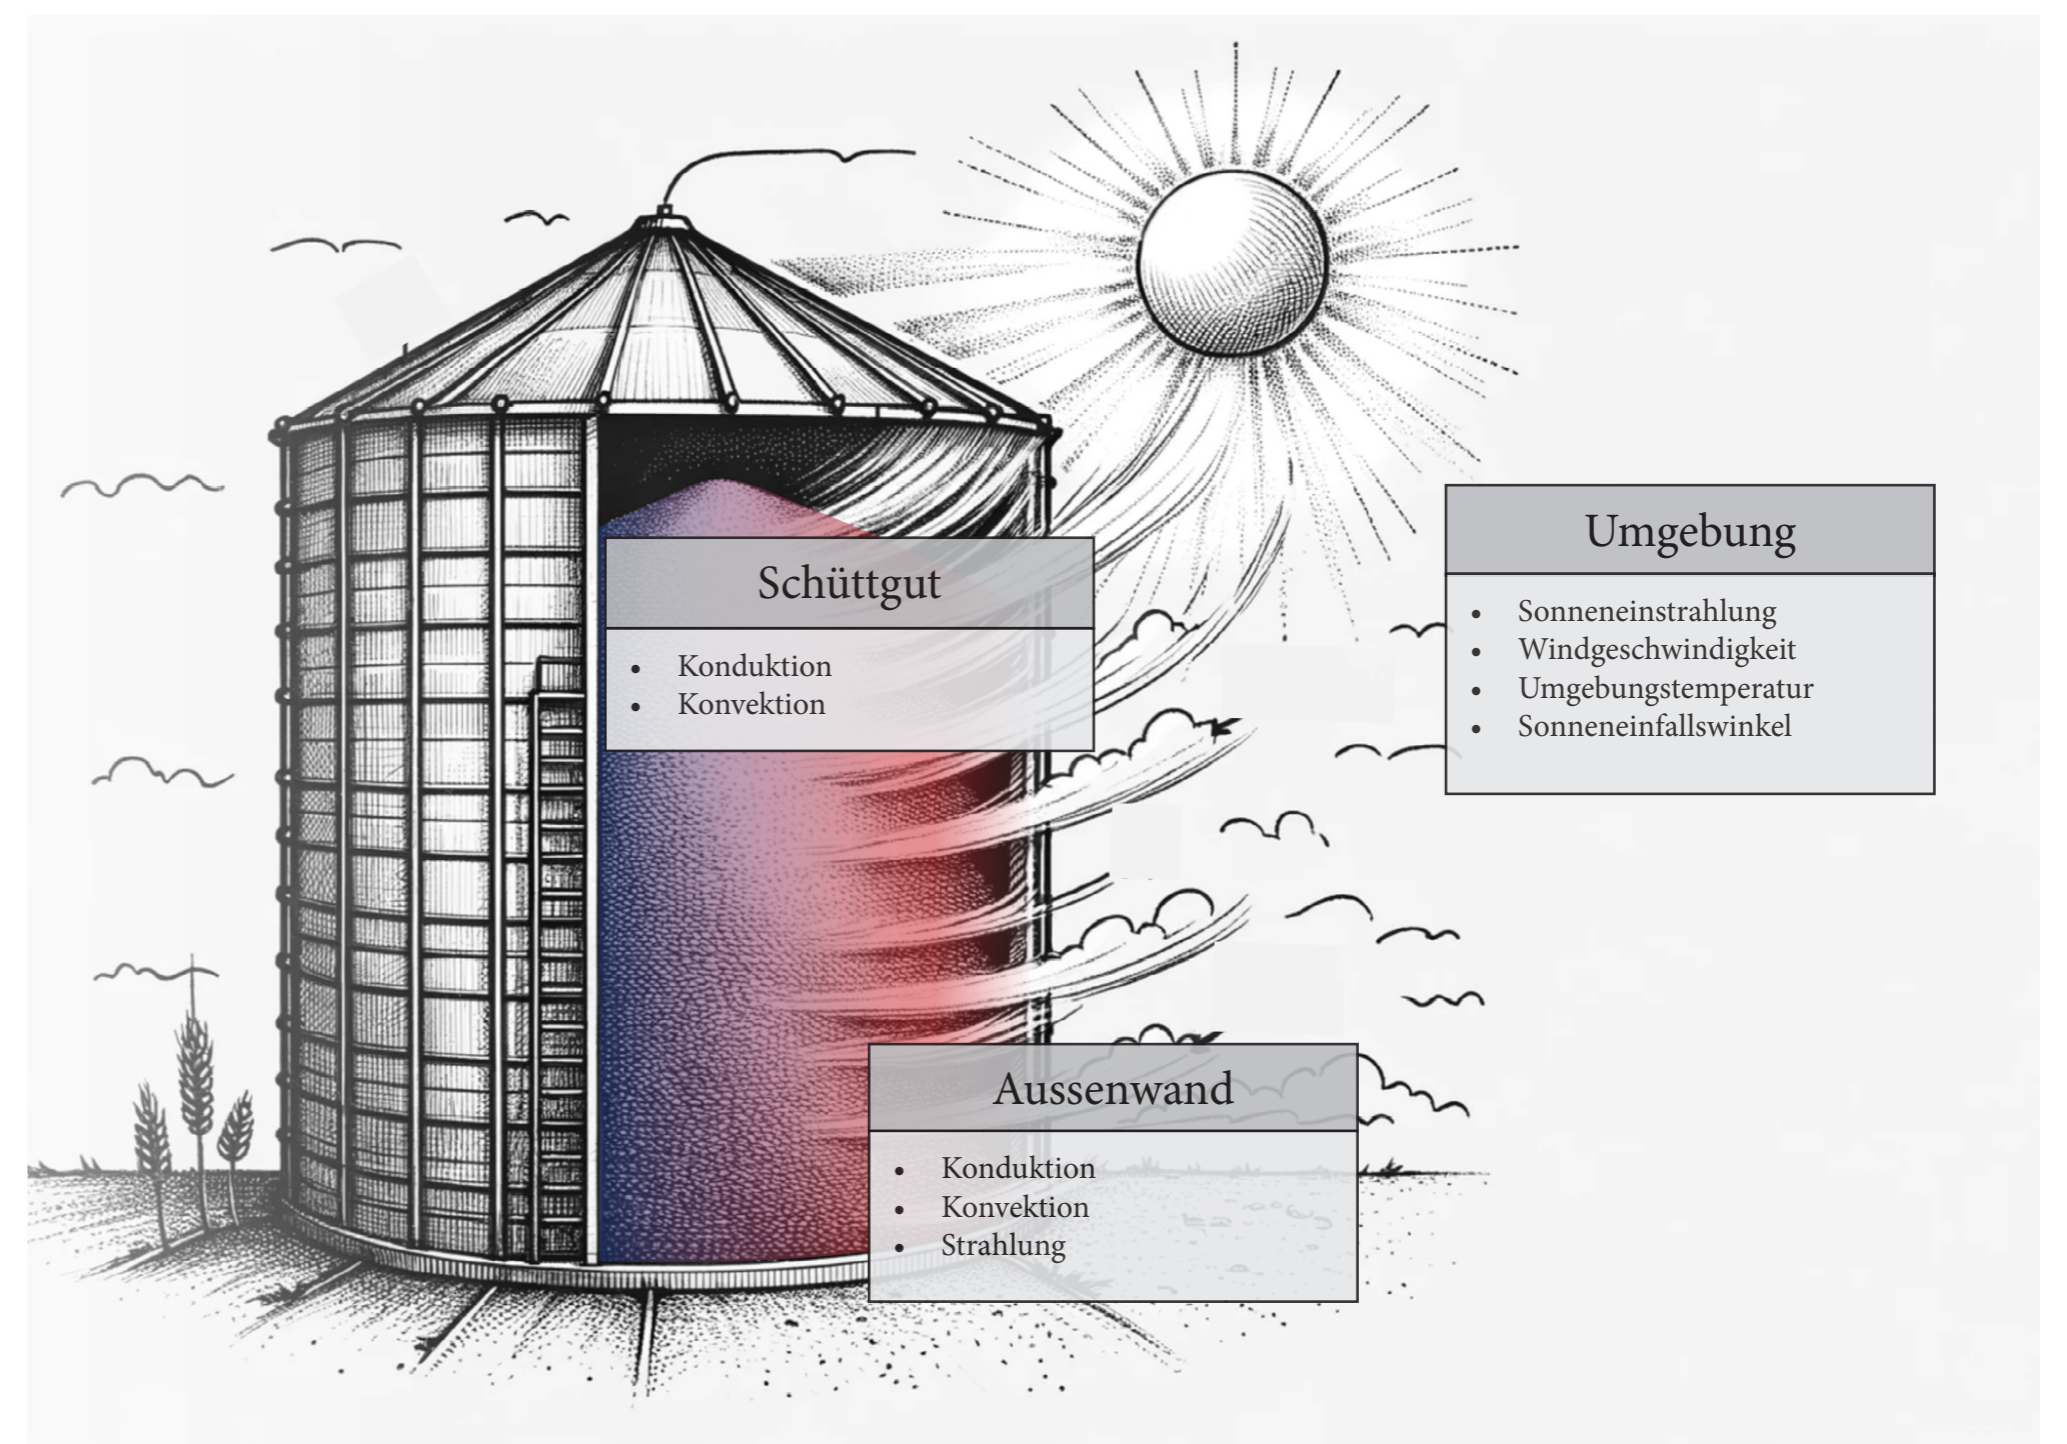 Schüttgut
• Konduktion
• Konvektion
Umgebung
• Sonneneinstrahlung
• Windgeschwindigkeit
• Umgebungstemperatur
• Sonneneinfallswinkel
Aussenwand
• Konduktion
• Konvektion
• Strahlung